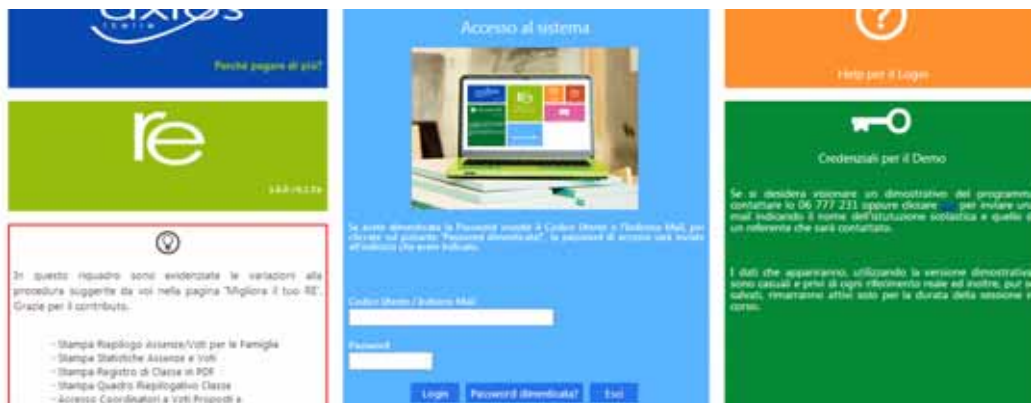 axios
Italia
Perché pagare di più?
re
In questo riquadro sono evidenziate le variazioni alla
procedura suggerite da voi nella pagina "Migliora il tuo RE".
Grazie per il contributo.
- Stampa Riepilogo Assenze/Voti per le Famiglie
- Stampa Statistiche Assenze e Voti
- Stampa Registro di Classe in PDF
- Stampa Quadro Riepilogativo Classe
- Accesso Coordinatori a Voti Proposti e
Accesso al sistema
re
Se avete dimenticato la Password inserite il Codice Utente o l'Indirizzo Mail, poi
cliccate sul pulsante "Password dimenticata?", la password di accesso sarà inviata
all'indirizzo che avete indicato.
Codice Utente / Indirizzo Mail
Password
Login Password dimenticata? Esci
?
Help per il Login
Credenziali per il Demo
Se si desidera visionare un dimostrativo del programma
contattare lo 06 777 231 oppure cliccare per inviare una
mail indicando il nome dell'istituzione scolastica e quello
un referente che sarà contattato.
I dati che appariranno, utilizzando la versione dimostrativa
sono casuali e privi di ogni riferimento reale ed inoltre, pur se
salvati, rimarranno attivi solo per la durata della sessione
corso.